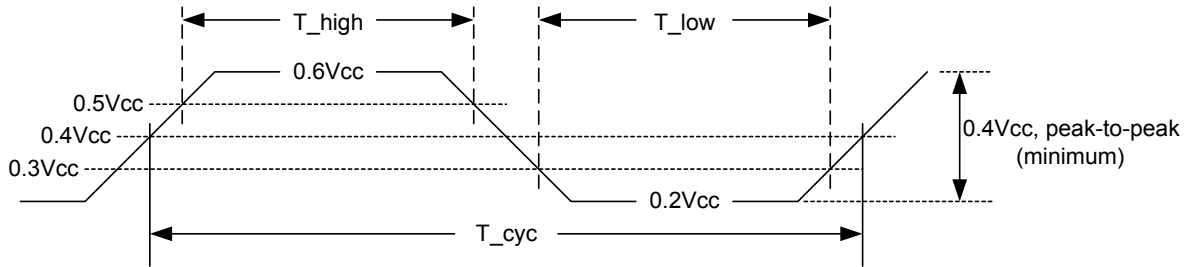 T_high
T_low
0.6Vcc
0.5Vcc
0.4Vcc
0.4Vcc, peak-to-peak
(minimum)
0.3Vcc
0.2Vcc
T_cyc